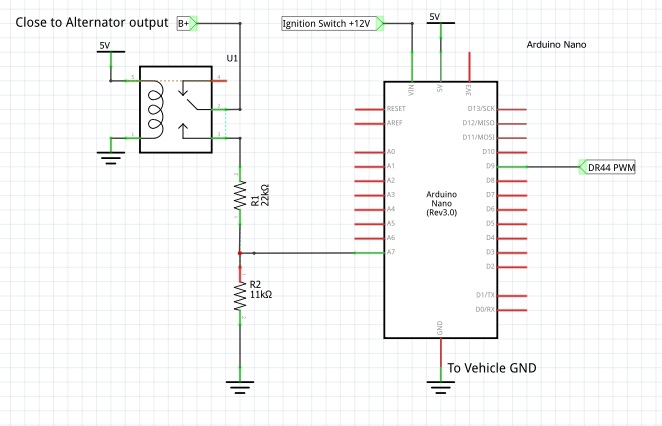 Close to Alternator output
B+
Ignition Switch +12V
5V
Arduino Nano
5V
U1
VIN
5V
3V3
RESET
AREF
A0
A1
A2
A3
A4
A5
A6
A7
Arduino
Nano
(Rev3.0)
D13/SCK
D12/MISO
D11/MOSI
D10
D9
D8
D7
D6
D5
D4
D3
D2
D1/TX
D0/RX
GND
DR44 PWM
R1
22kΩ
R2
11kΩ
To Vehicle GND